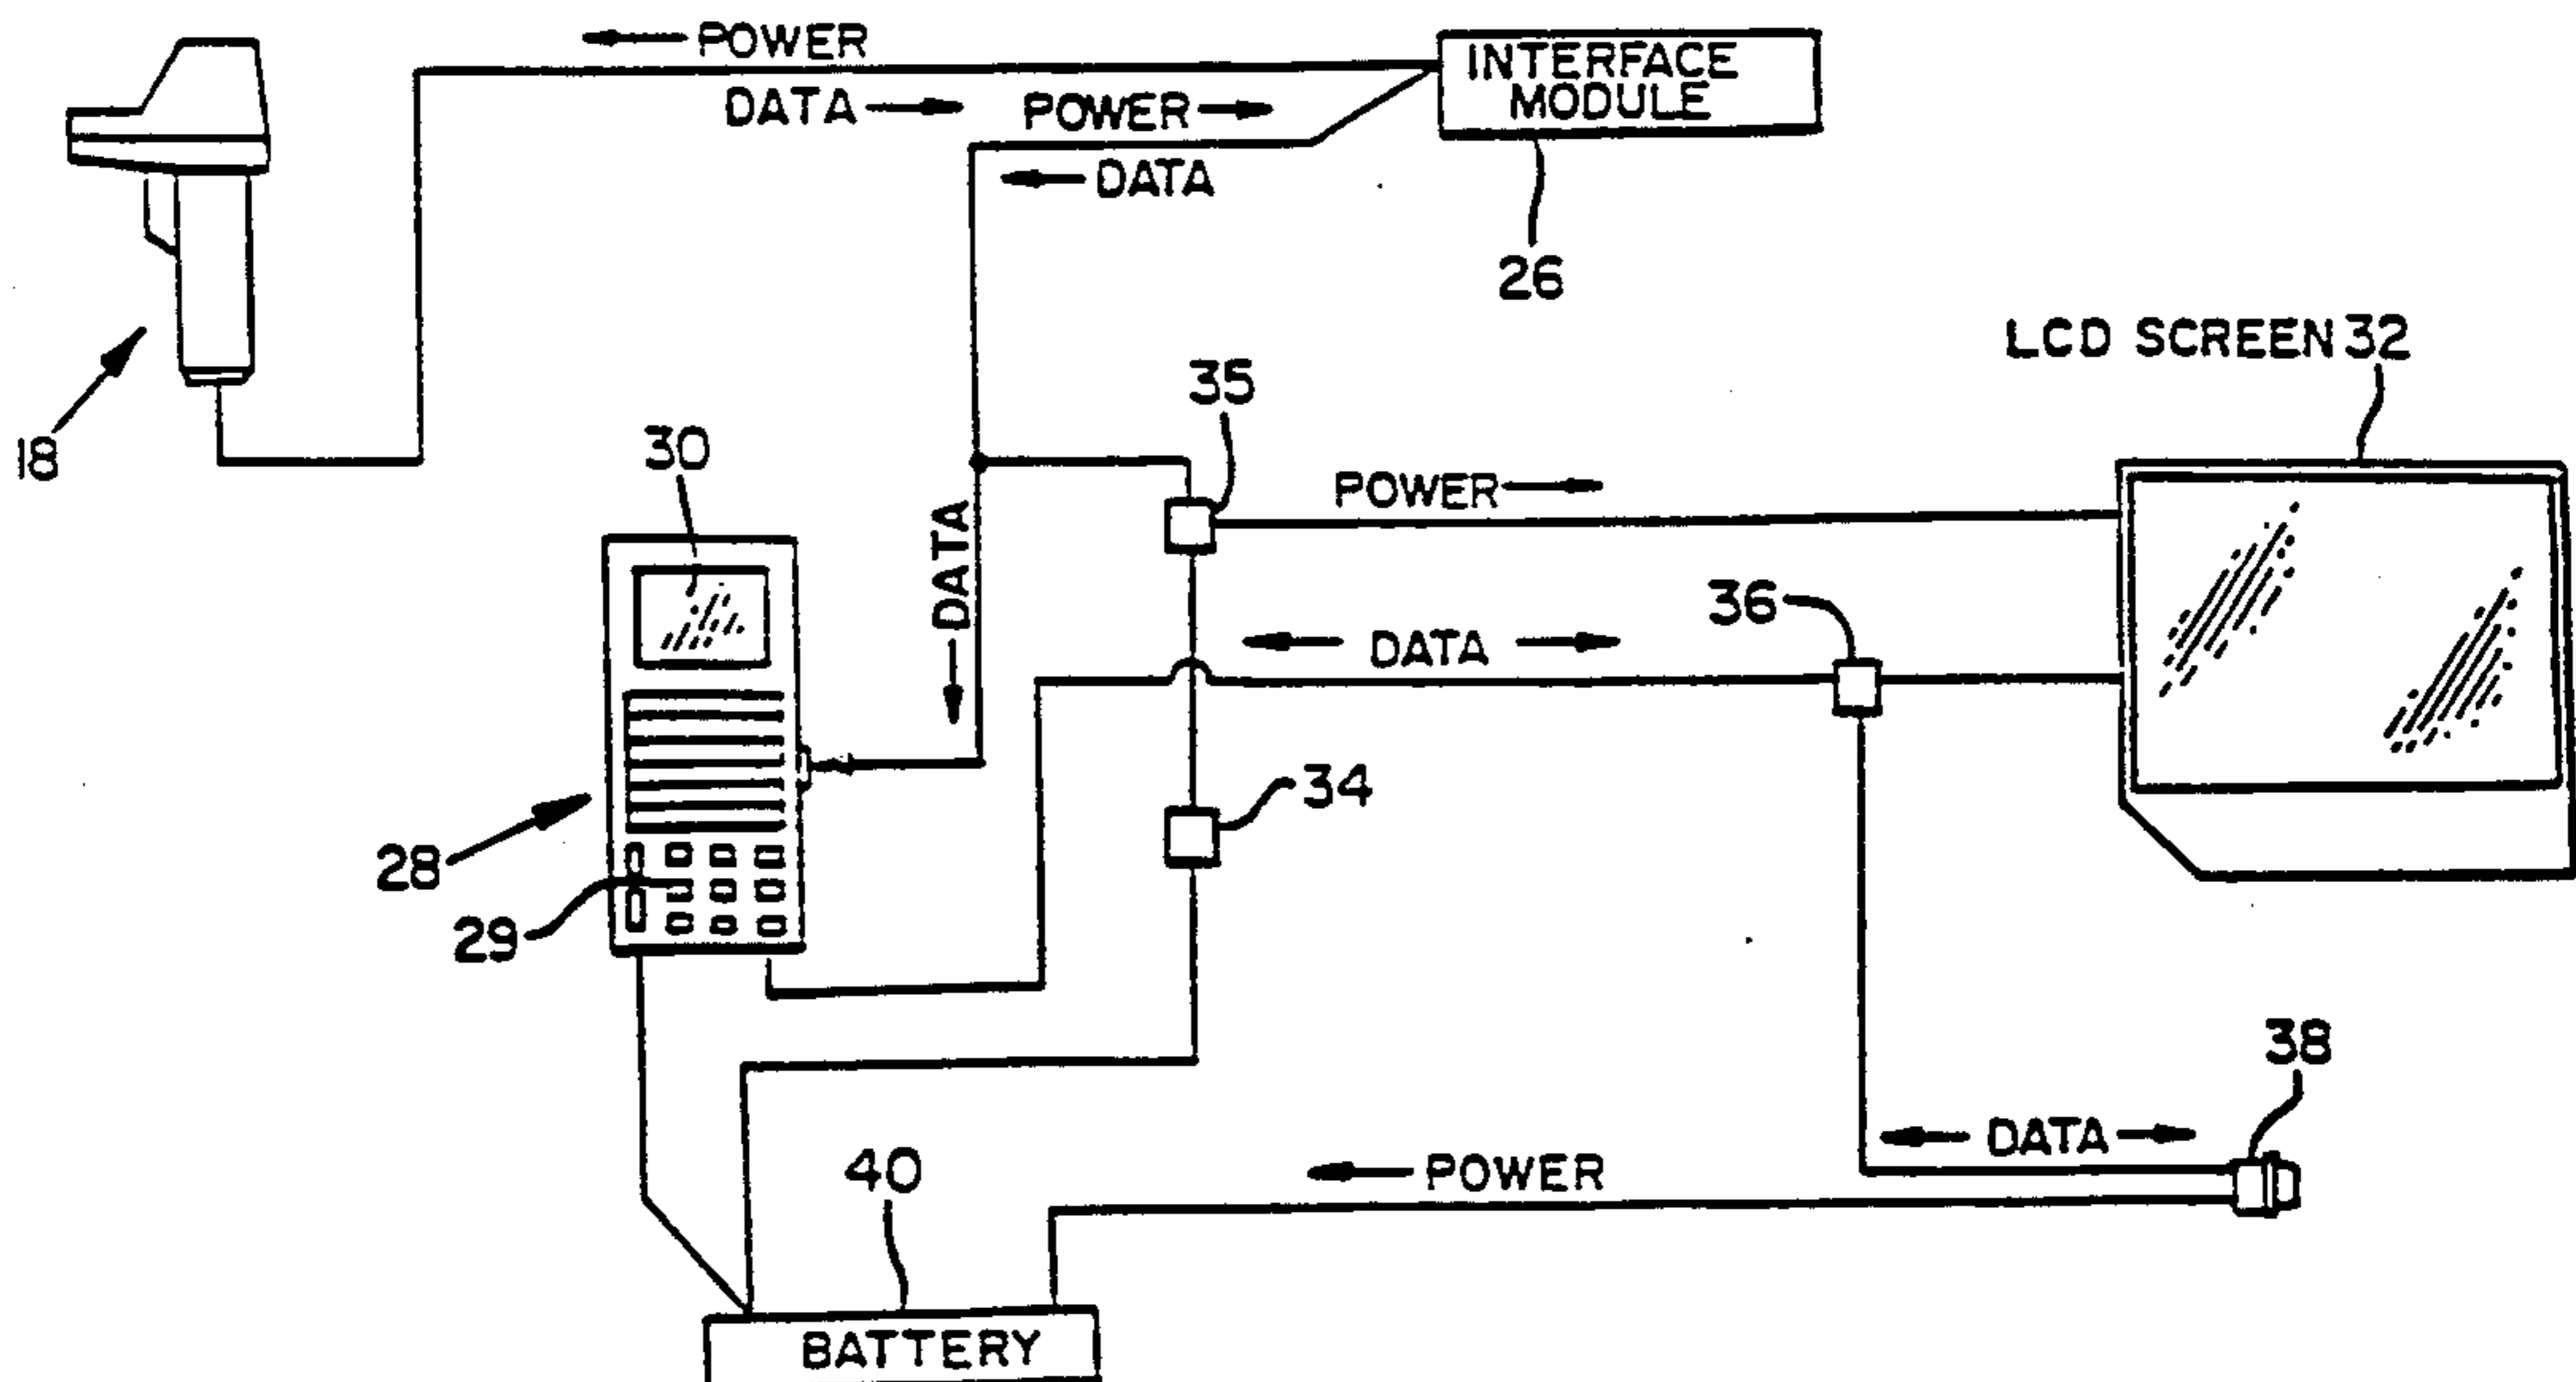 POWER
INTERFACE
MODULE
DATA
POWER
DATA
26
LCD SCREEN 32
35
18
30
POWER
DATA
36
DATA
34
28
29
38
DATA
40
POWER
BATTERY